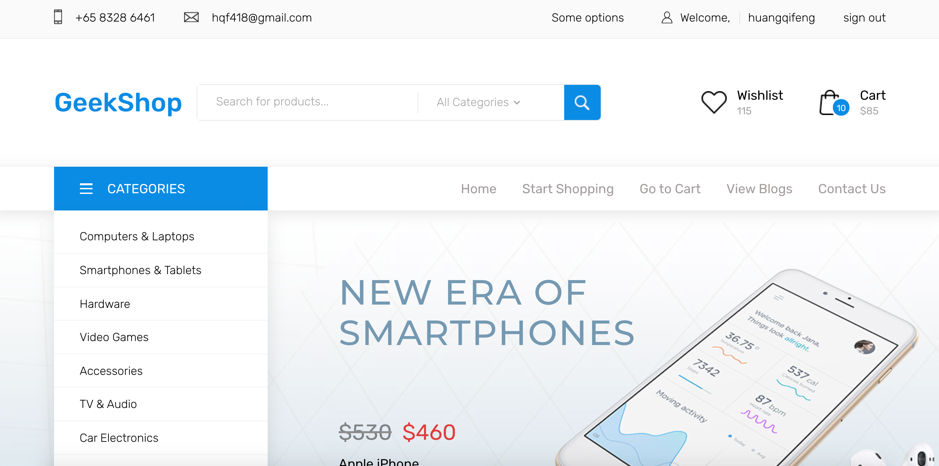 +65 8328 6461
hqf418@gmail.com
Some options
Welcome,
huangqifeng
sign out
GeekShop
Search for products...
All Categories
Wishlist
115
10
Cart
$85
CATEGORIES
Home
Start Shopping
Go to Cart
View Blogs
Contact Us
Computers & Laptops
Smartphones & Tablets
Hardware
Video Games
Accessories
TV & Audio
Car Electronics
NEW ERA OF
SMARTPHONES
$530 $460
Apple iPhone
Welcome back Jana,
Things look allright.
36.75
7342
537 cal
87 bpm
Moving activity